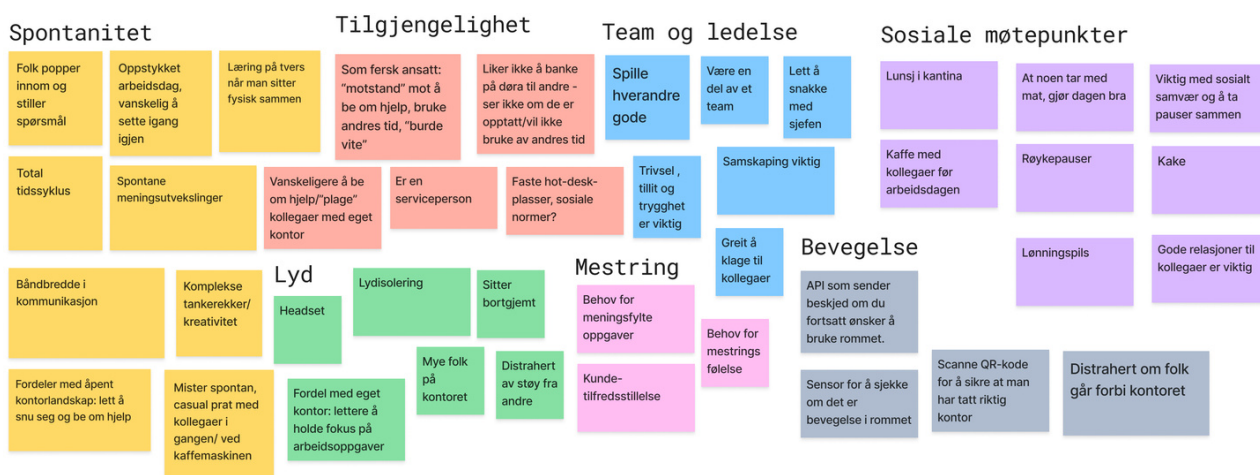 Spontanitet
Folk popper
innom og
stiller
spørsmål
Oppstykket
arbeidsdag,
vanskelig å
sette igang
igjen
Læring på tvers
når man sitter
fysisk sammen
Total
tidssyklus
Spontane
meningsutvekslinger
Båndbredde i
kommunikasjon
Komplekse
tankerekker/
kreativitet
Fordeler med åpent
kontorlandskap: lett å
snu seg og be om hjelp
Mister spontan,
casual prat med
kollegaer i
gangen/ ved
kaffemaskinen
Tilgjengelighet
Som fersk ansatt:
"motstand" mot å
be om hjelp, bruke
andres tid, "burde
vite"
Liker ikke å banke
på døra til andre -
ser ikke om de er
opptatt/vil ikke
bruke av andres tid
Vanskeligere å be
om hjelp/"plage"
kollegaer med eget
kontor
Er en
serviceperson
Faste hot-desk-
plasser, sosiale
normer?
Lyd
Headset
Lydisolering
Sitter
bortgjemt
Mye folk
på
kontoret
Distrahert
av støy fra
andre
Fordel med eget
kontor: lettere å
holde fokus på
arbeidsoppgaver
Team og ledelse
Spille
hverandre
gode
Være en
del av et
team
Lett å
snakke
med
sjefen
Trivsel ,
tillit og
trygghet
er viktig
Samskaping viktig
Greit å
klage til
kollegaer
Mestring
Behov for
meningsfylte
oppgaver
Behov for
mestrings
følelse
Kunde-
tilfredsstillelse
Sosiale møtepunkter
Lunsj i kantina
At noen tar med
mat, gjør dagen bra
Viktig med sosialt
samvær og å ta
pauser sammen
Kaffe med
kollegaer før
arbeidsdagen
Røykepauser
Kake
Lønningspils
Gode relasjoner til
kollegaer er viktig
Bevegelse
API som sender
beskjed om du
fortsatt ønsker å
bruke rommet.
Sensor for å sjekke
om det er
bevegelse i rommet
Scanne QR-kode
for å sikre at man
har tatt riktig
kontor
Distrahert om folk
går forbi kontoret